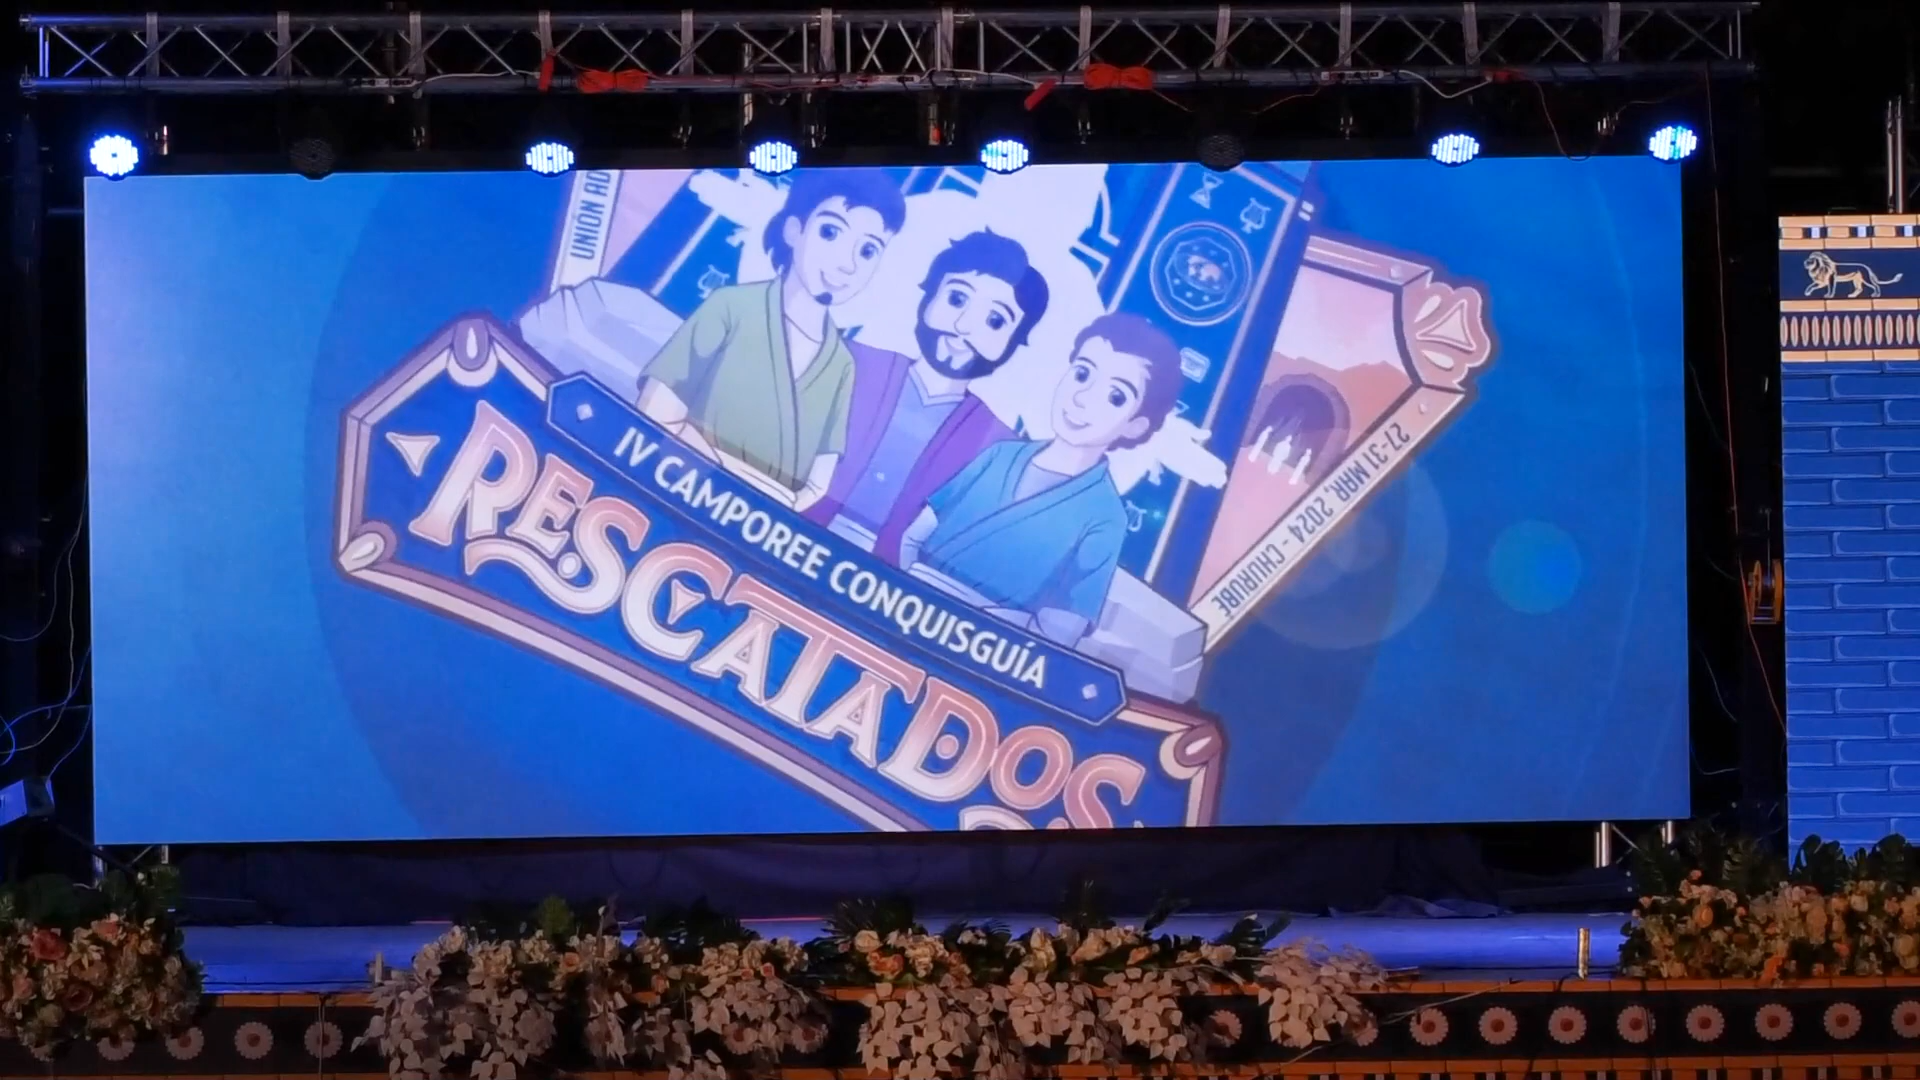 UNIÓN
IV CAMPOREE CONQUISGUÍA
RESCATADOS
27-31 MAR, 2024 - CHURUBE